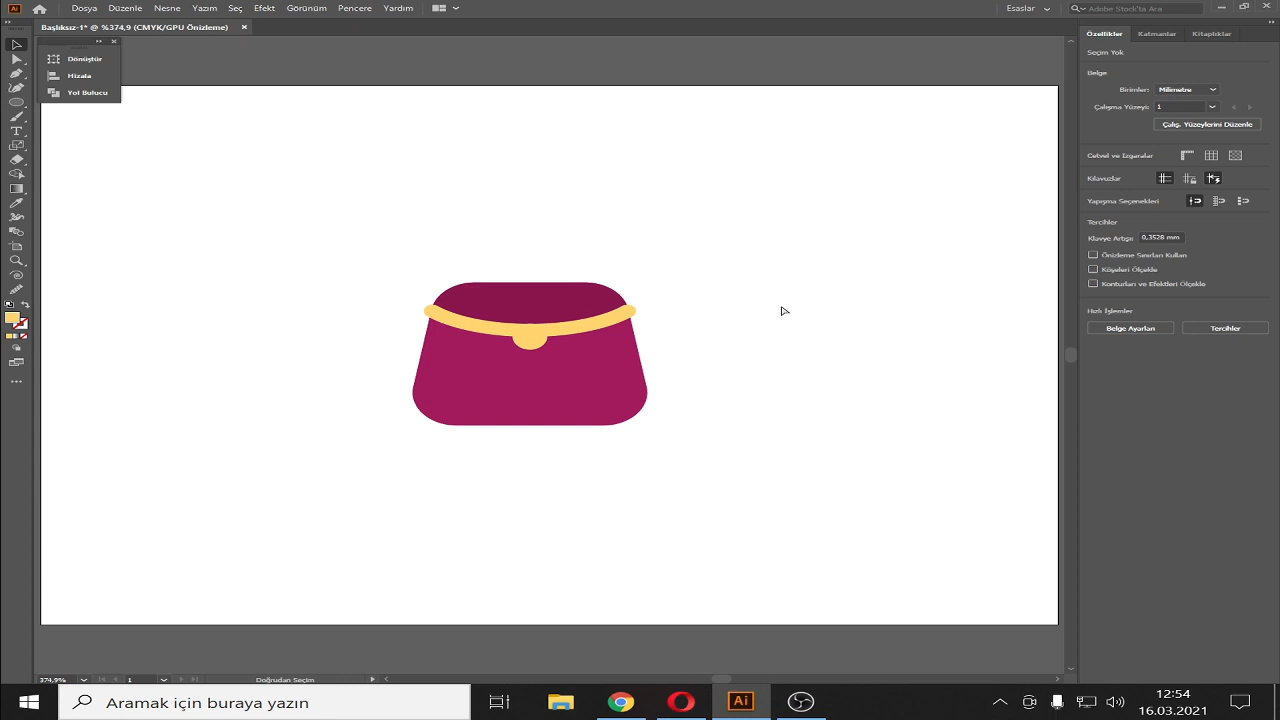 Ai
Dosya Düzenle Nesne Yazım Seç Efekt Görünüm Pencere Yardım
Esaslar
Adobe Stock'ta Ara
Başlıksız-1* @ %374,9 (CMYK/GPU Önizleme)
Dönüştür
Hizala
Yol Bulucu
Özellikler Katmanlar Kitaplıklar
Seçim Yok
Belge
Birimler: Milimetre
Çalışma Yüzeyi: 1
Çalış. Yüzeylerini Düzenle
Cetvel ve Izgaralar
Kılavuzlar
Yapışma Seçenekleri
Tercihler
Klavye Artışı: 0,3528 mm
Önizleme Sınırları Kullan
Köşeleri Ölçekle
Konturları ve Efektleri Ölçekle
Hızlı İşlemler
Belge Ayarları Tercihler
374,9% 1 Doğrudan Seçim
Aramak için buraya yazın
Ai
12:54
16.03.2021